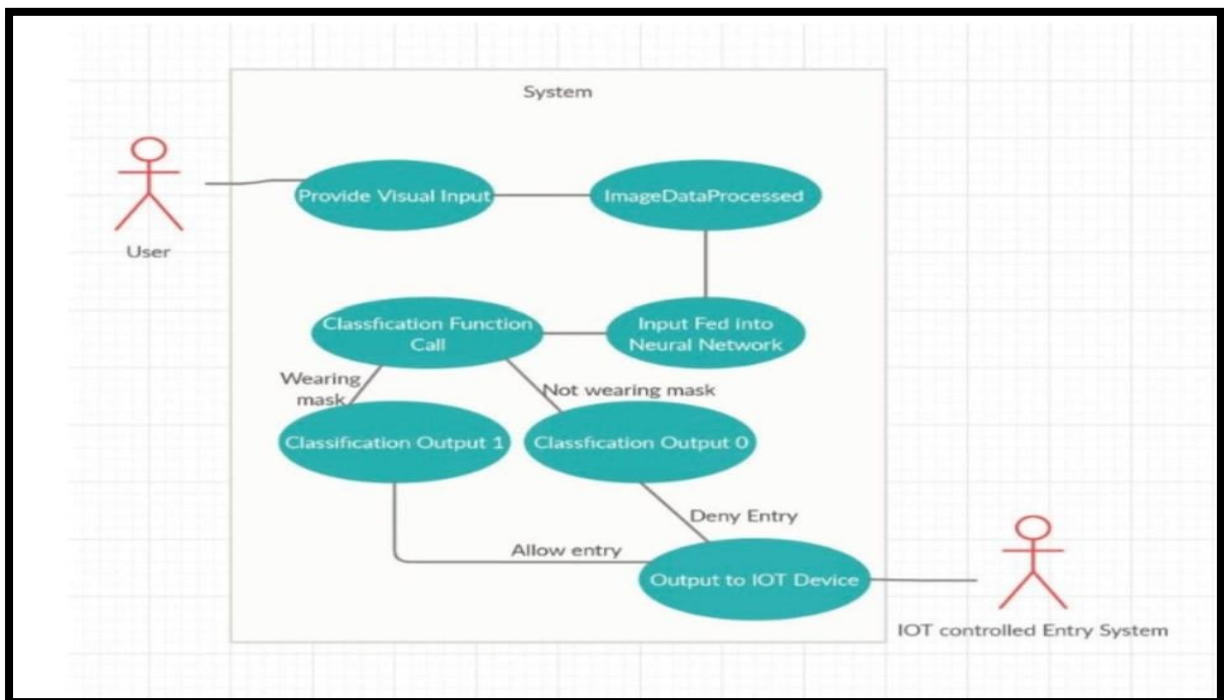 System
Provide Visual Input
ImageDataProcessed
User
Classfication Function
Call
Input Fed into
Neural Network
Wearing
mask
Not wearing mask
Classification Output 1
Classfication Output 0
Deny Entry
Allow entry
Output to IOT Device
IOT controlled Entry System